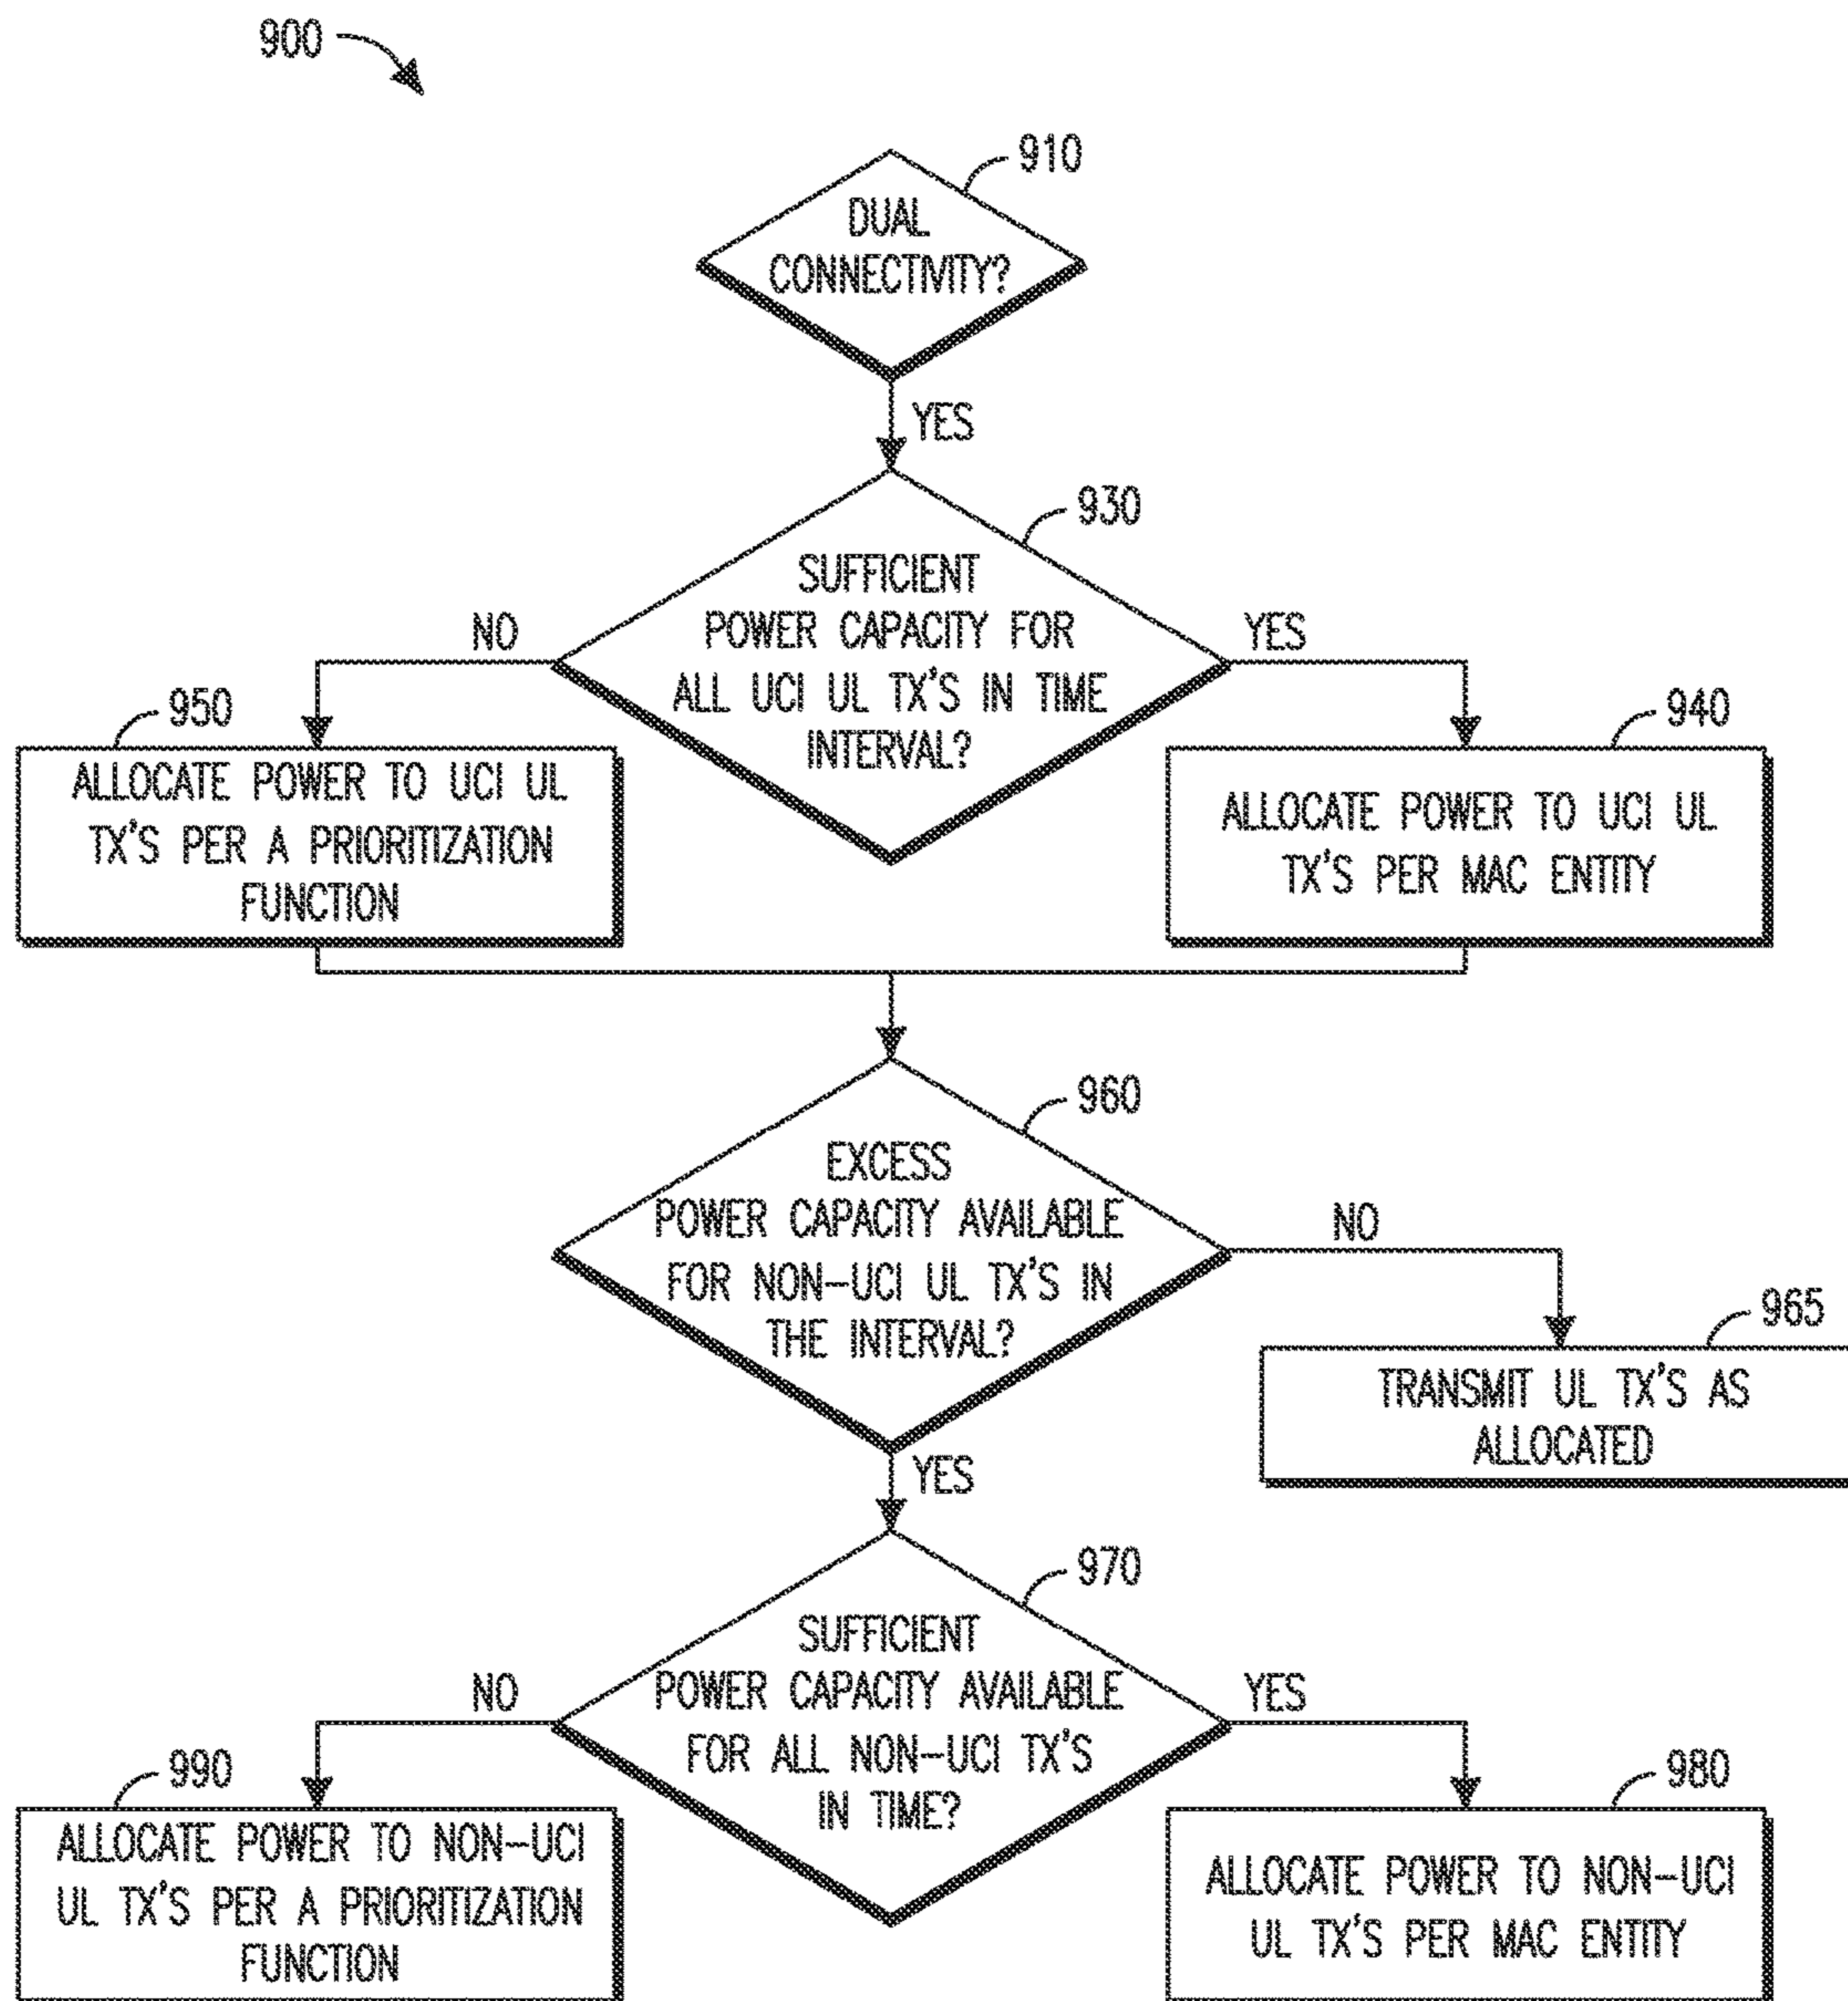 900
910
DUAL
CONNECTIVITY?
YES
930
SUFFICIENT
POWER CAPACITY FOR
ALL UCI UL TX'S IN TIME
INTERVAL?
NO
YES
950
ALLOCATE POWER TO UCI UL
TX'S PER A PRIORITIZATION
FUNCTION
940
ALLOCATE POWER TO UCI UL
TX'S PER MAC ENTITY
960
EXCESS
POWER CAPACITY AVAILABLE
FOR NON-UCI UL TX'S IN
THE INTERVAL?
NO
965
TRANSMIT UL TX'S AS
ALLOCATED
YES
970
SUFFICIENT
POWER CAPACITY AVAILABLE
FOR ALL NON-UCI TX'S
IN TIME?
NO
YES
990
ALLOCATE POWER TO NON-UCI
UL TX'S PER A PRIORITIZATION
FUNCTION
980
ALLOCATE POWER TO NON-UCI
UL TX'S PER MAC ENTITY